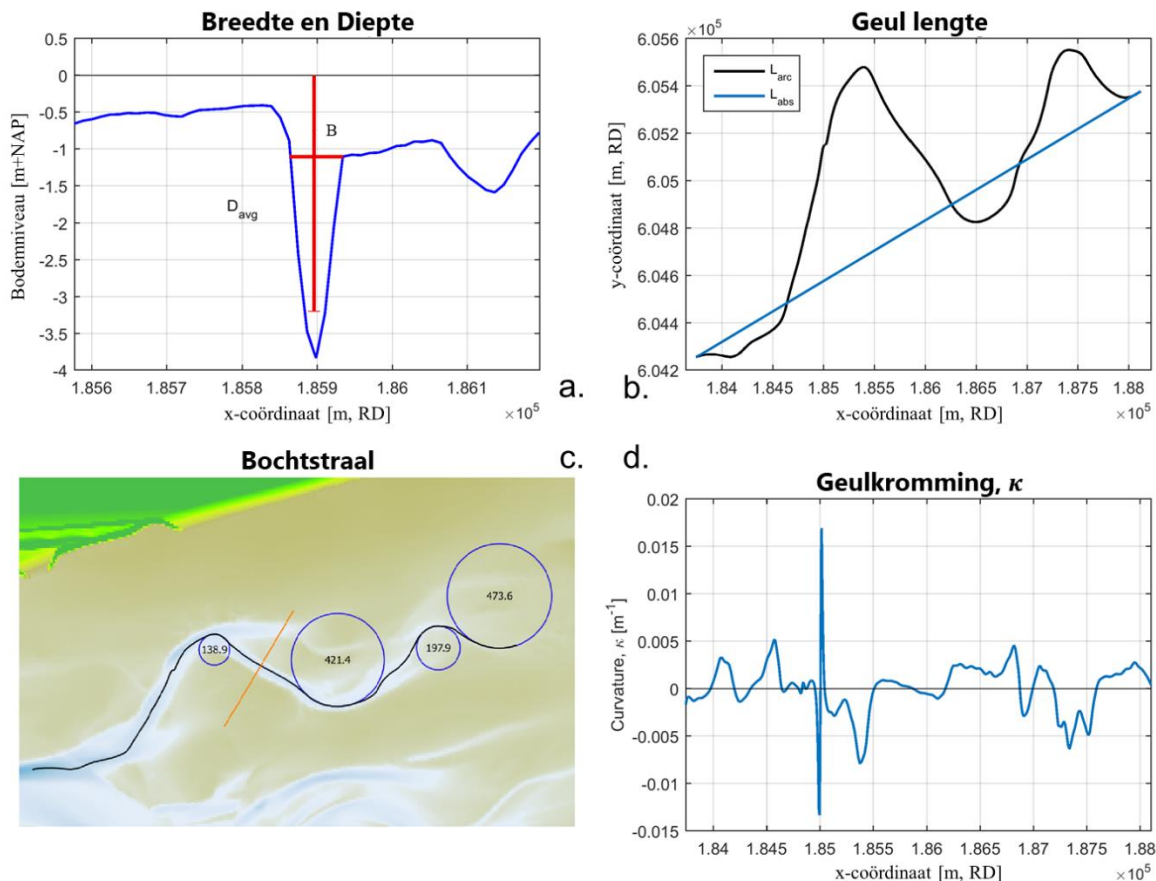 Breedte en Diepte
0.5
0
-0.5
-1
-1.5
-2
-2.5
-3
-3.5
-4
Bodemniveau [m+NAP]
B
D_avg
1.856 1.857 1.858 1.859 1.86 1.861
×10^5
x-coördinaat [m, RD]
a.
Geul lengte
×10^5
6.056
6.054
6.052
6.05
6.048
6.046
6.044
6.042
y-coördinaat [m, RD]
L_arc
L_abs
1.84 1.845 1.85 1.855 1.86 1.865 1.87 1.875 1.88
×10^5
x-coördinaat [m, RD]
b.
Bochtstraal
c.
138.9
421.4
197.9
473.6
d.
Geulkromming, κ
0.02
0.015
0.01
0.005
0
-0.005
-0.01
-0.015
Curvature, κ [m^-1]
1.84 1.845 1.85 1.855 1.86 1.865 1.87 1.875 1.88
×10^5
x-coördinaat [m, RD]